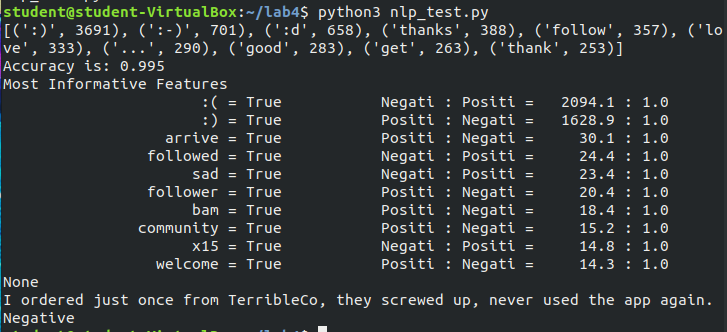 student@student-VirtualBox:~/lab4$ python3 nlp_test.py
[(':)', 3691), (':-)', 701), (':d', 658), ('thanks', 388), ('follow', 357), ('lo
ve', 333), ('...', 290), ('good', 283), ('get', 263), ('thank', 253)]
Accuracy is: 0.995
Most Informative Features
:( = True Negati : Positi = 2094.1 : 1.0
:) = True Positi : Negati = 1628.9 : 1.0
arrive = True Positi : Negati = 30.1 : 1.0
followed = True Negati : Positi = 24.4 : 1.0
sad = True Negati : Positi = 23.4 : 1.0
follower = True Positi : Negati = 20.4 : 1.0
bam = True Positi : Negati = 18.4 : 1.0
community = True Positi : Negati = 15.2 : 1.0
x15 = True Negati : Positi = 14.8 : 1.0
welcome = True Positi : Negati = 14.3 : 1.0
None
I ordered just once from TerribleCo, they screwed up, never used the app again.
Negative